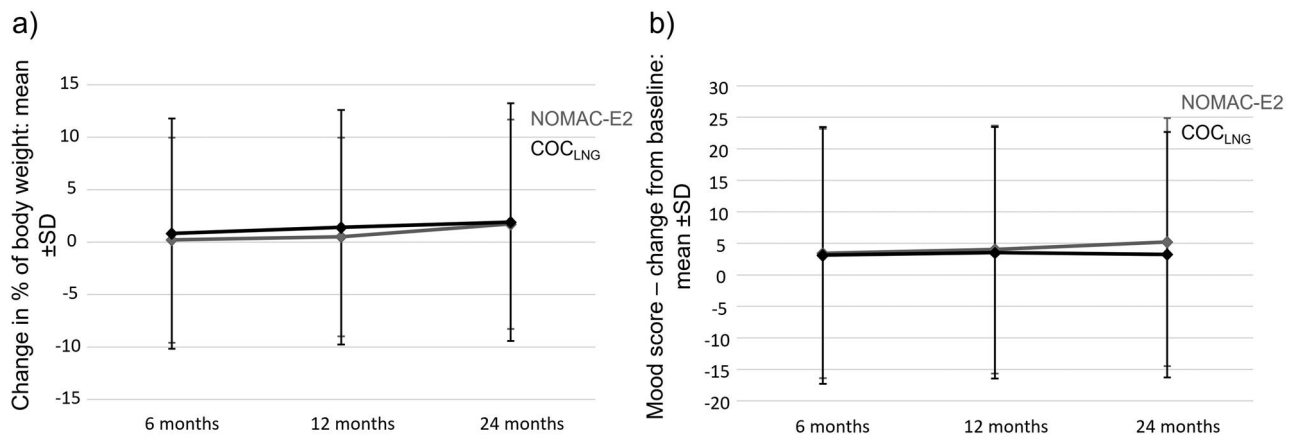 a)
Change in % of body weight: mean
±SD
15
10
5
0
-5
-10
-15
NOMAC-E2
COCLNG
6 months
12 months
24 months
b)
Mood score – change from baseline:
mean ±SD
30
25
20
15
10
5
0
-5
-10
-15
-20
NOMAC-E2
COCLNG
6 months
12 months
24 months